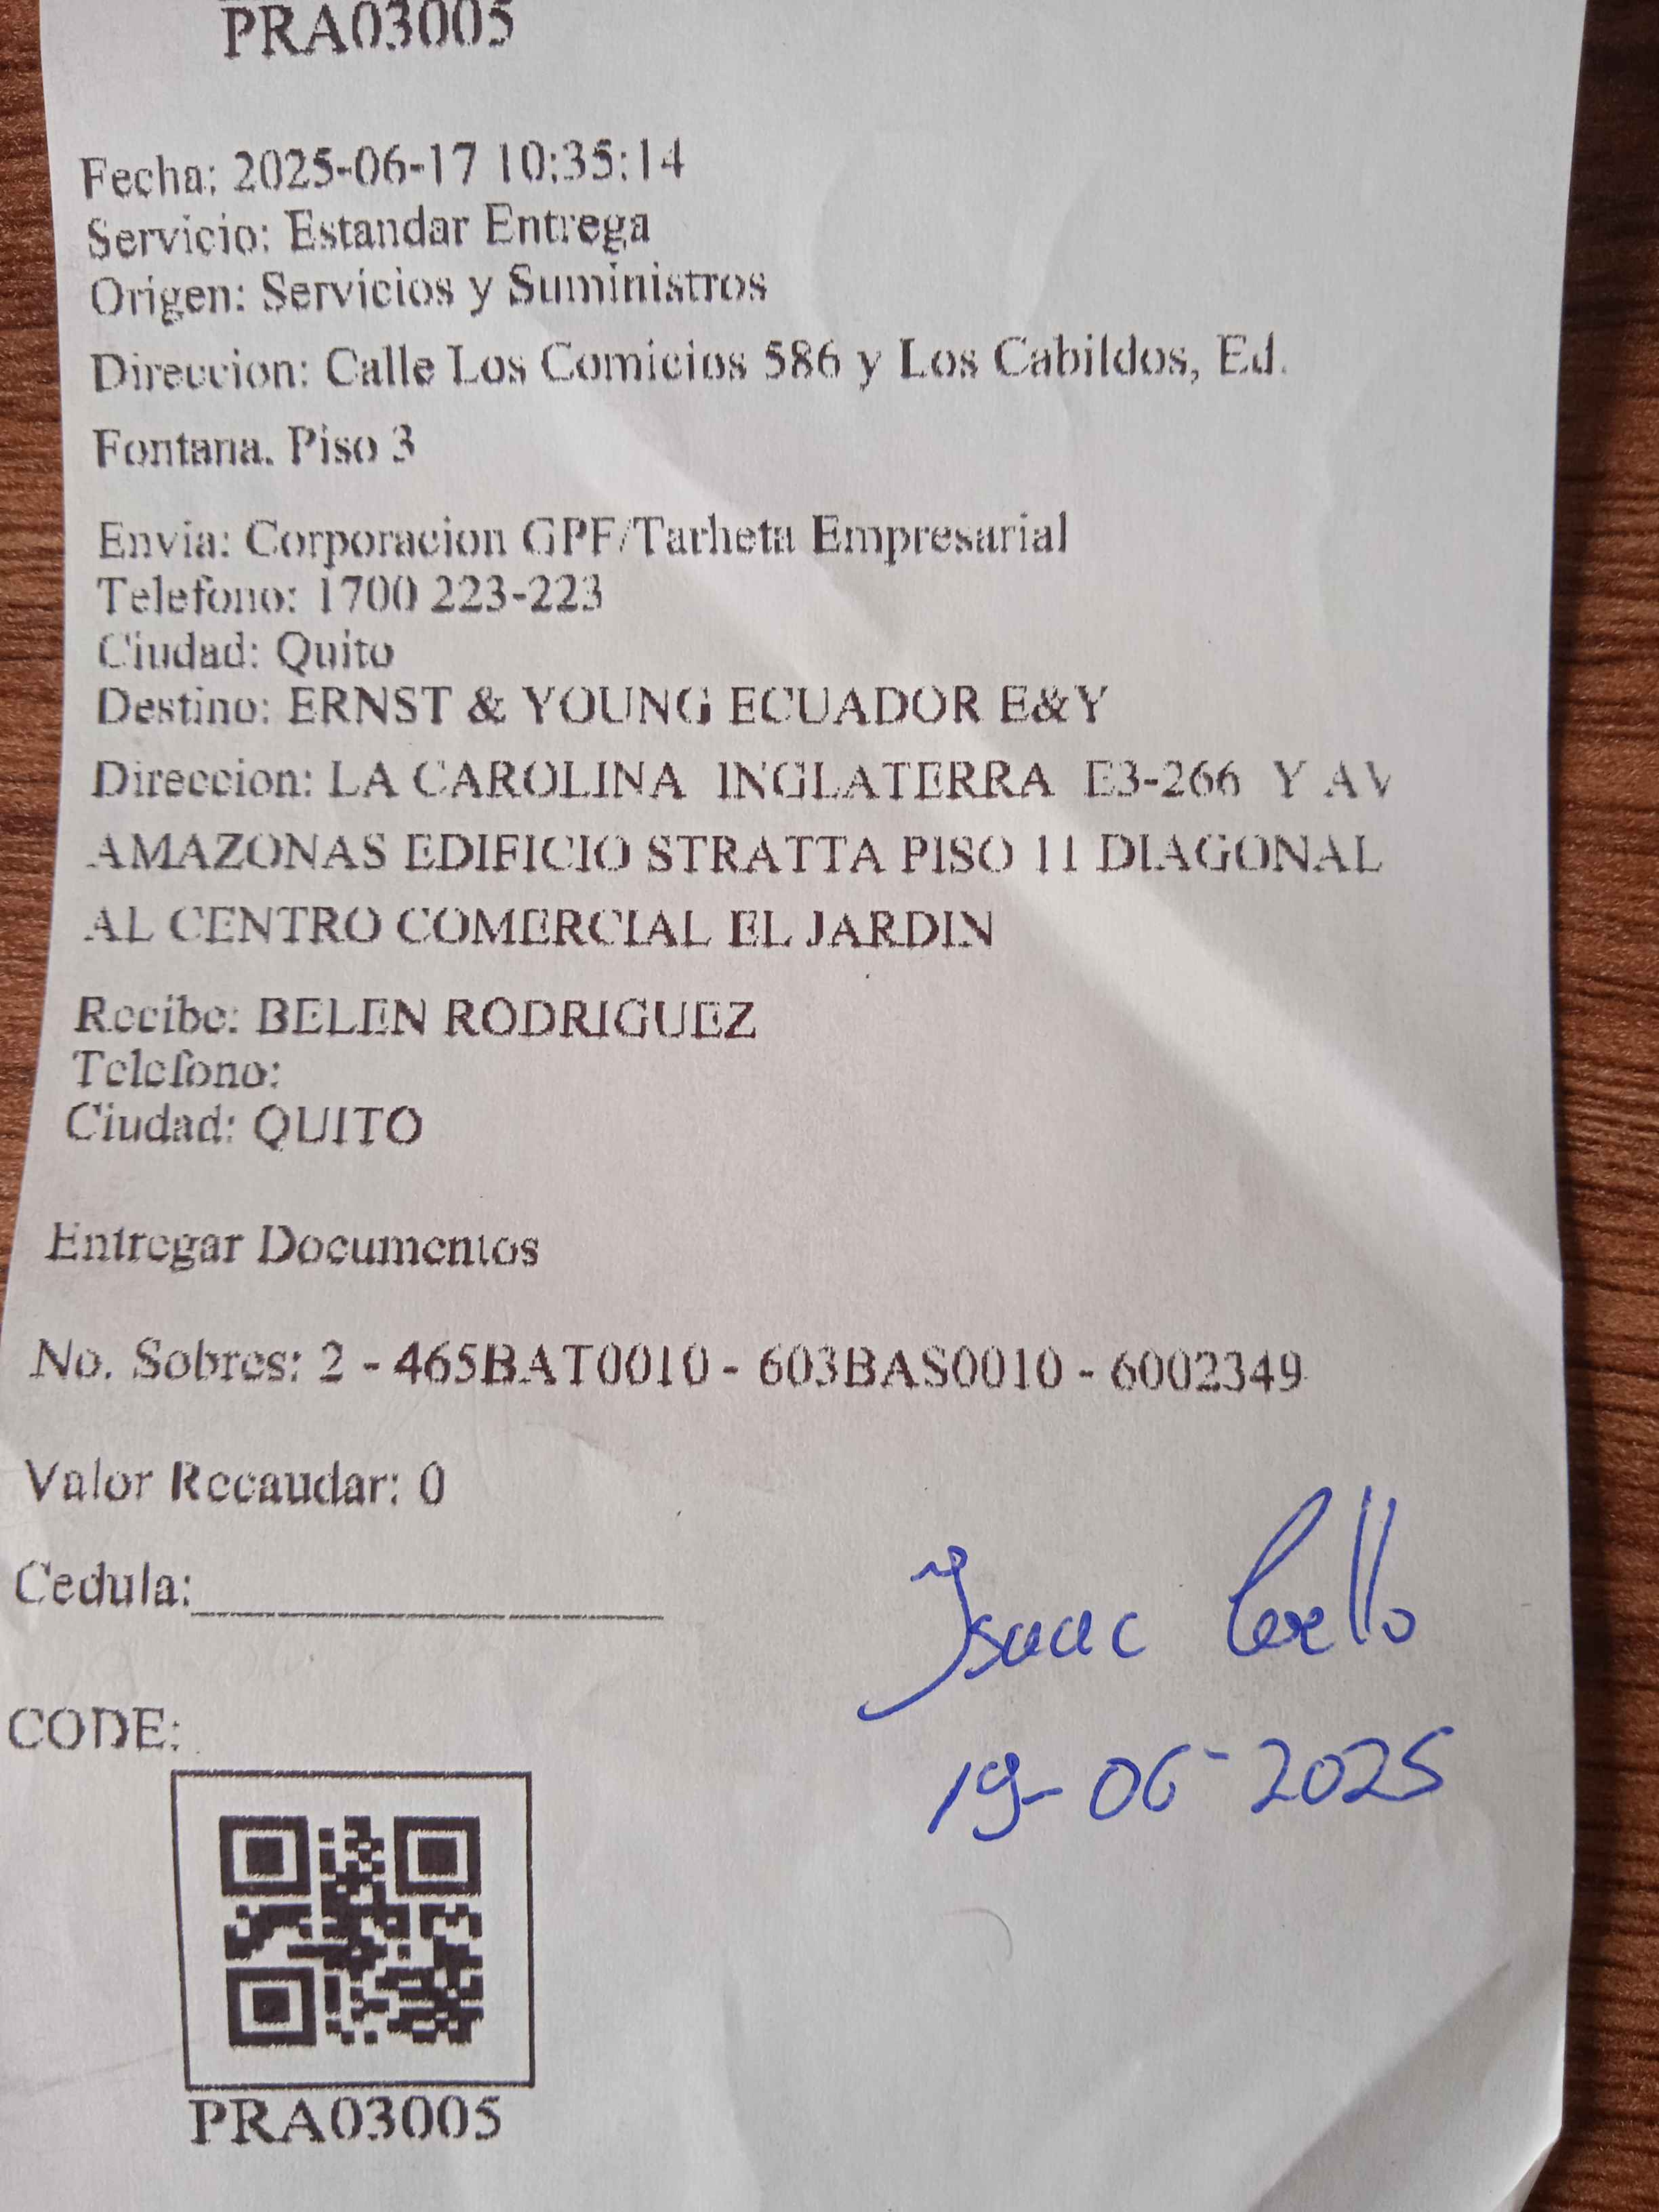 PRA03005
Fecha: 2025-06-17 10:35:14
Servicio: Estandar Entrega
Origen: Servicios y Suministros
Direccion: Calle Los Comicios 586 y Los Cabildos, Ed.
Fontana. Piso 3
Envia: Corporacion GPF/Tarheta Empresarial
Telefono: 1700 223-223
Ciudad: Quito
Destino: ERNST & YOUNG ECUADOR E&Y
Direccion: LA CAROLINA INGLATERRA E3-266 Y AV
AMAZONAS EDIFICIO STRATTA PISO 11 DIAGONAL
AL CENTRO COMERCIAL EL JARDIN
Recibe: BELEN RODRIGUEZ
Telefono:
Ciudad: QUITO
Entregar Documentos
No. Sobres: 2 - 465BAT0010 - 603BAS0010 - 6002349
Valor Recaudar: 0
Cedula:
Isaac
19-06-2025
CODE:
PRA03005